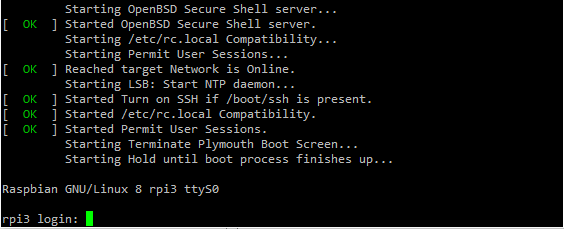 Starting OpenBSD Secure Shell server...
[  OK  ] Started OpenBSD Secure Shell server.
Starting /etc/rc.local Compatibility...
Starting Permit User Sessions...
[  OK  ] Reached target Network is Online.
Starting LSB: Start NTP daemon...
[  OK  ] Started Turn on SSH if /boot/ssh is present.
[  OK  ] Started /etc/rc.local Compatibility.
[  OK  ] Started Permit User Sessions.
Starting Terminate Plymouth Boot Screen...
Starting Hold until boot process finishes up...
Raspbian GNU/Linux 8 rpi3 ttyS0
rpi3 login: